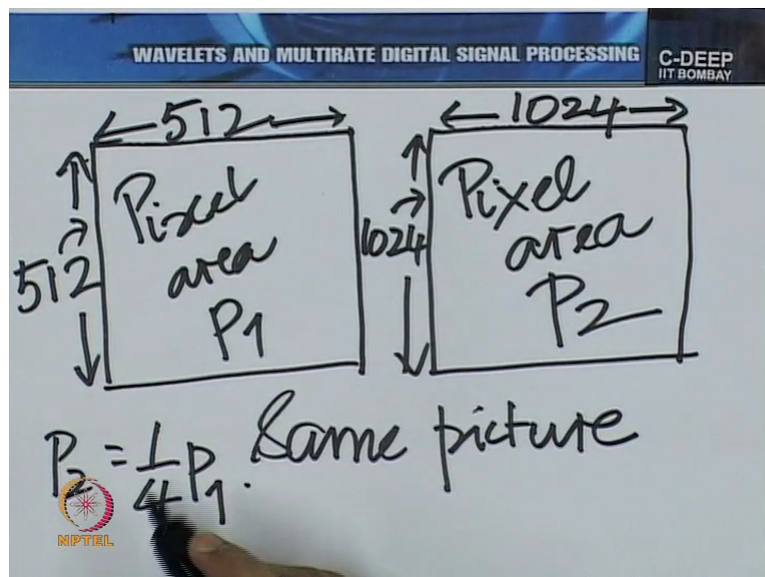 WAVELETS AND MULTIRATE DIGITAL SIGNAL PROCESSING
C-DEEP
IIT BOMBAY
512
1024
Pixel
area
P1
512
Pixel
area
P2
1024
P2 = 1/4 P1. Same picture
NPTEL